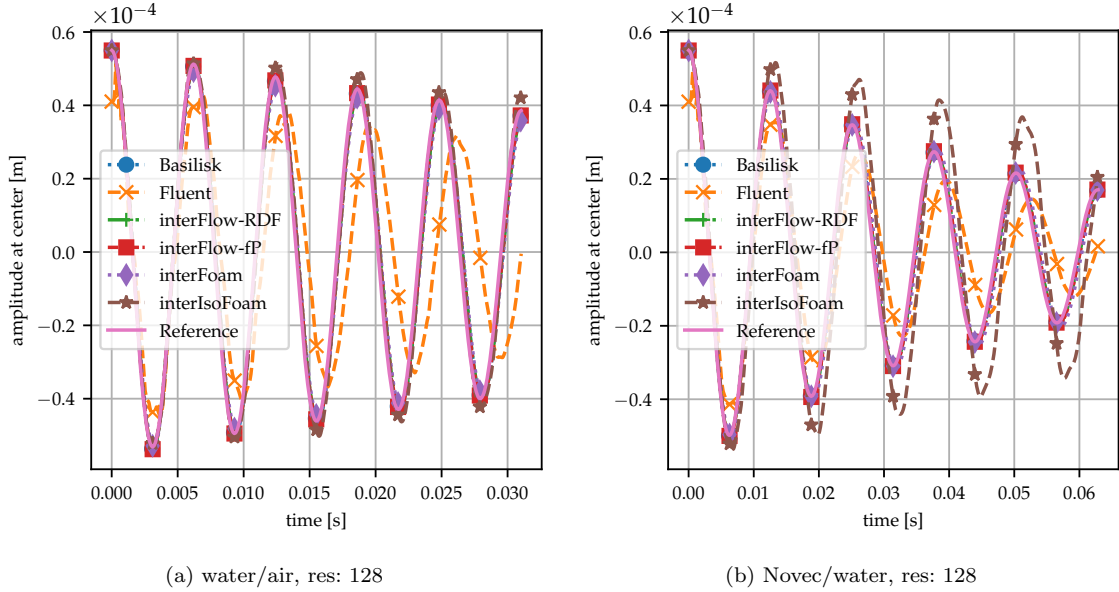 ×10⁻⁴
0.6
0.4
0.2
0.0
−0.2
−0.4
amplitude at center [m]
Basilisk
Fluent
interFlow-RDF
interFlow-fP
interFoam
interIsoFoam
Reference
0.000 0.005 0.010 0.015 0.020 0.025 0.030
time [s]
(a) water/air, res: 128
×10⁻⁴
0.6
0.4
0.2
0.0
−0.2
−0.4
amplitude at center [m]
Basilisk
Fluent
interFlow-RDF
interFlow-fP
interFoam
interIsoFoam
Reference
0.00 0.01 0.02 0.03 0.04 0.05 0.06
time [s]
(b) Novec/water, res: 128